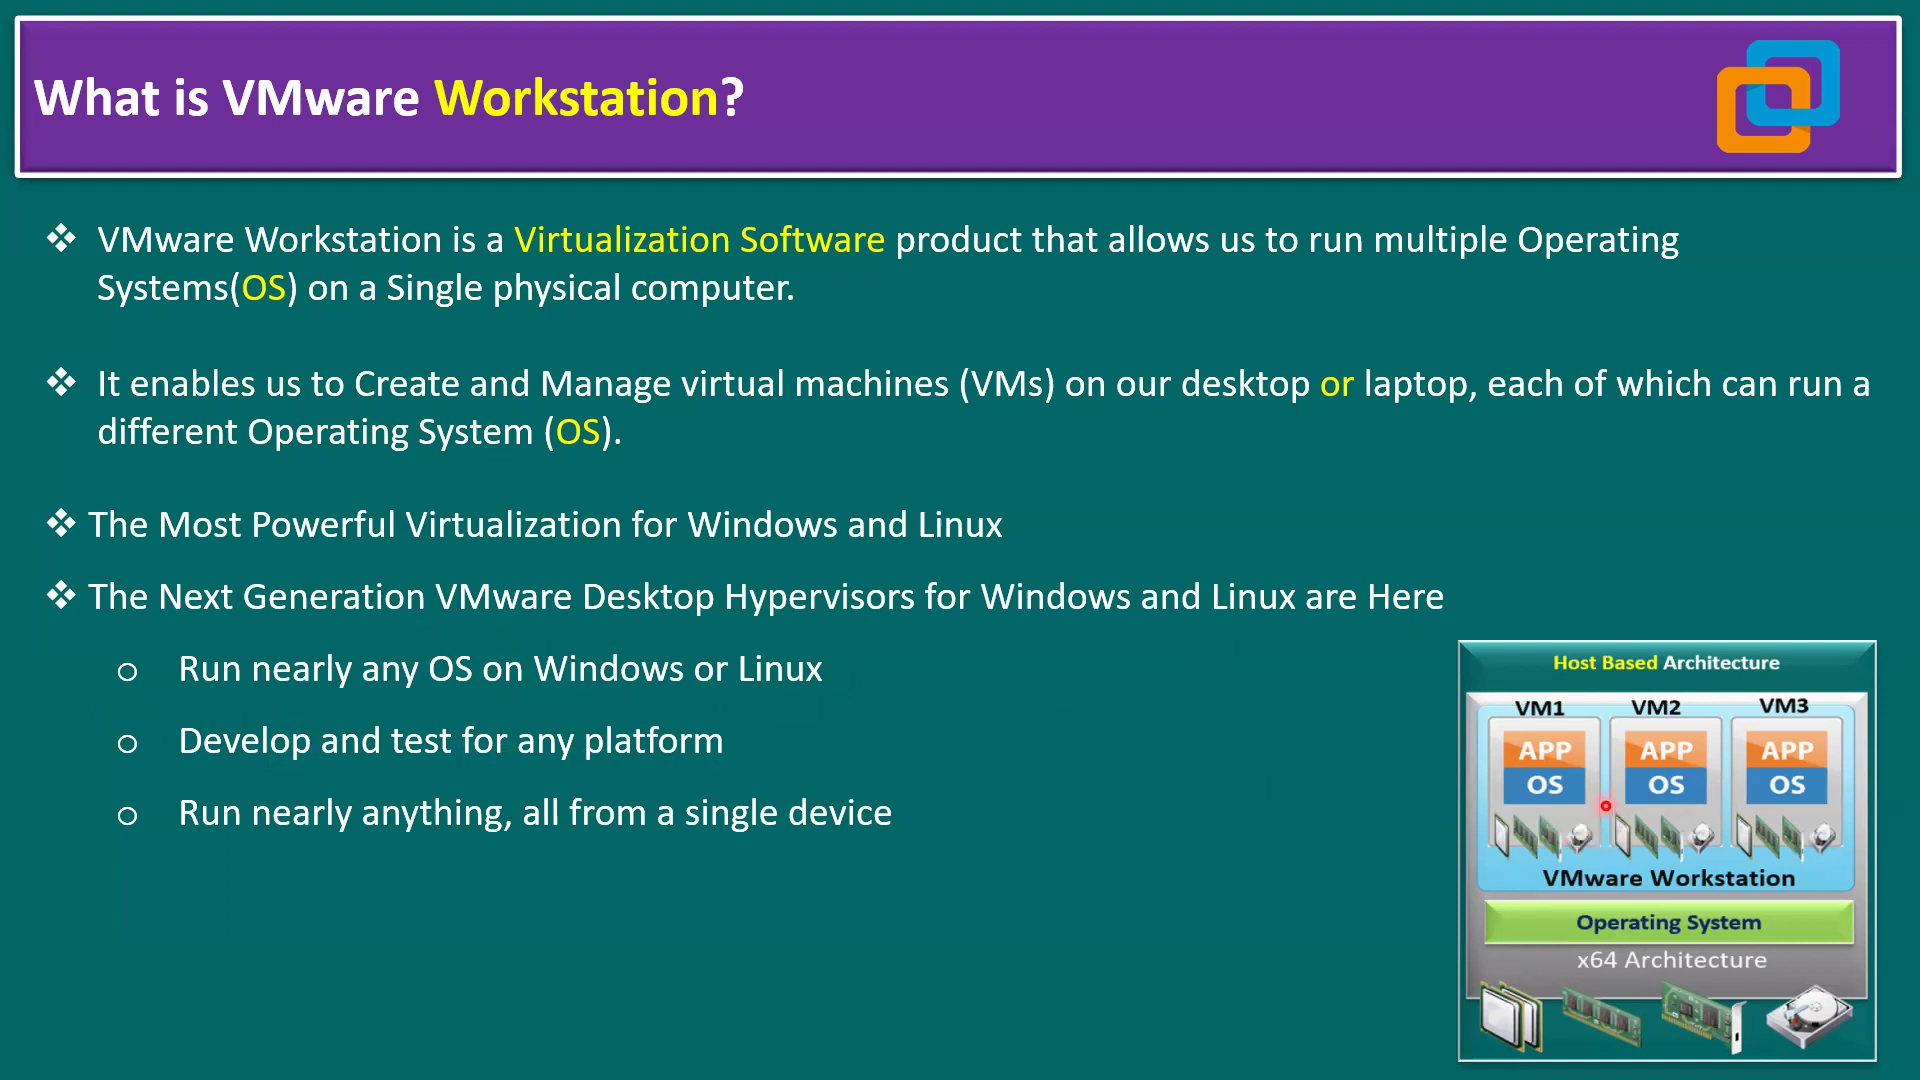 What is VMware Workstation?
❖ VMware Workstation is a Virtualization Software product that allows us to run multiple Operating
Systems(OS) on a Single physical computer.
❖ It enables us to Create and Manage virtual machines (VMs) on our desktop or laptop, each of which can run a
different Operating System (OS).
❖ The Most Powerful Virtualization for Windows and Linux
❖ The Next Generation VMware Desktop Hypervisors for Windows and Linux are Here
o Run nearly any OS on Windows or Linux
o Develop and test for any platform
o Run nearly anything, all from a single device
Host Based Architecture
VM1 VM2 VM3
APP APP APP
OS OS OS
VMware Workstation
Operating System
x64 Architecture